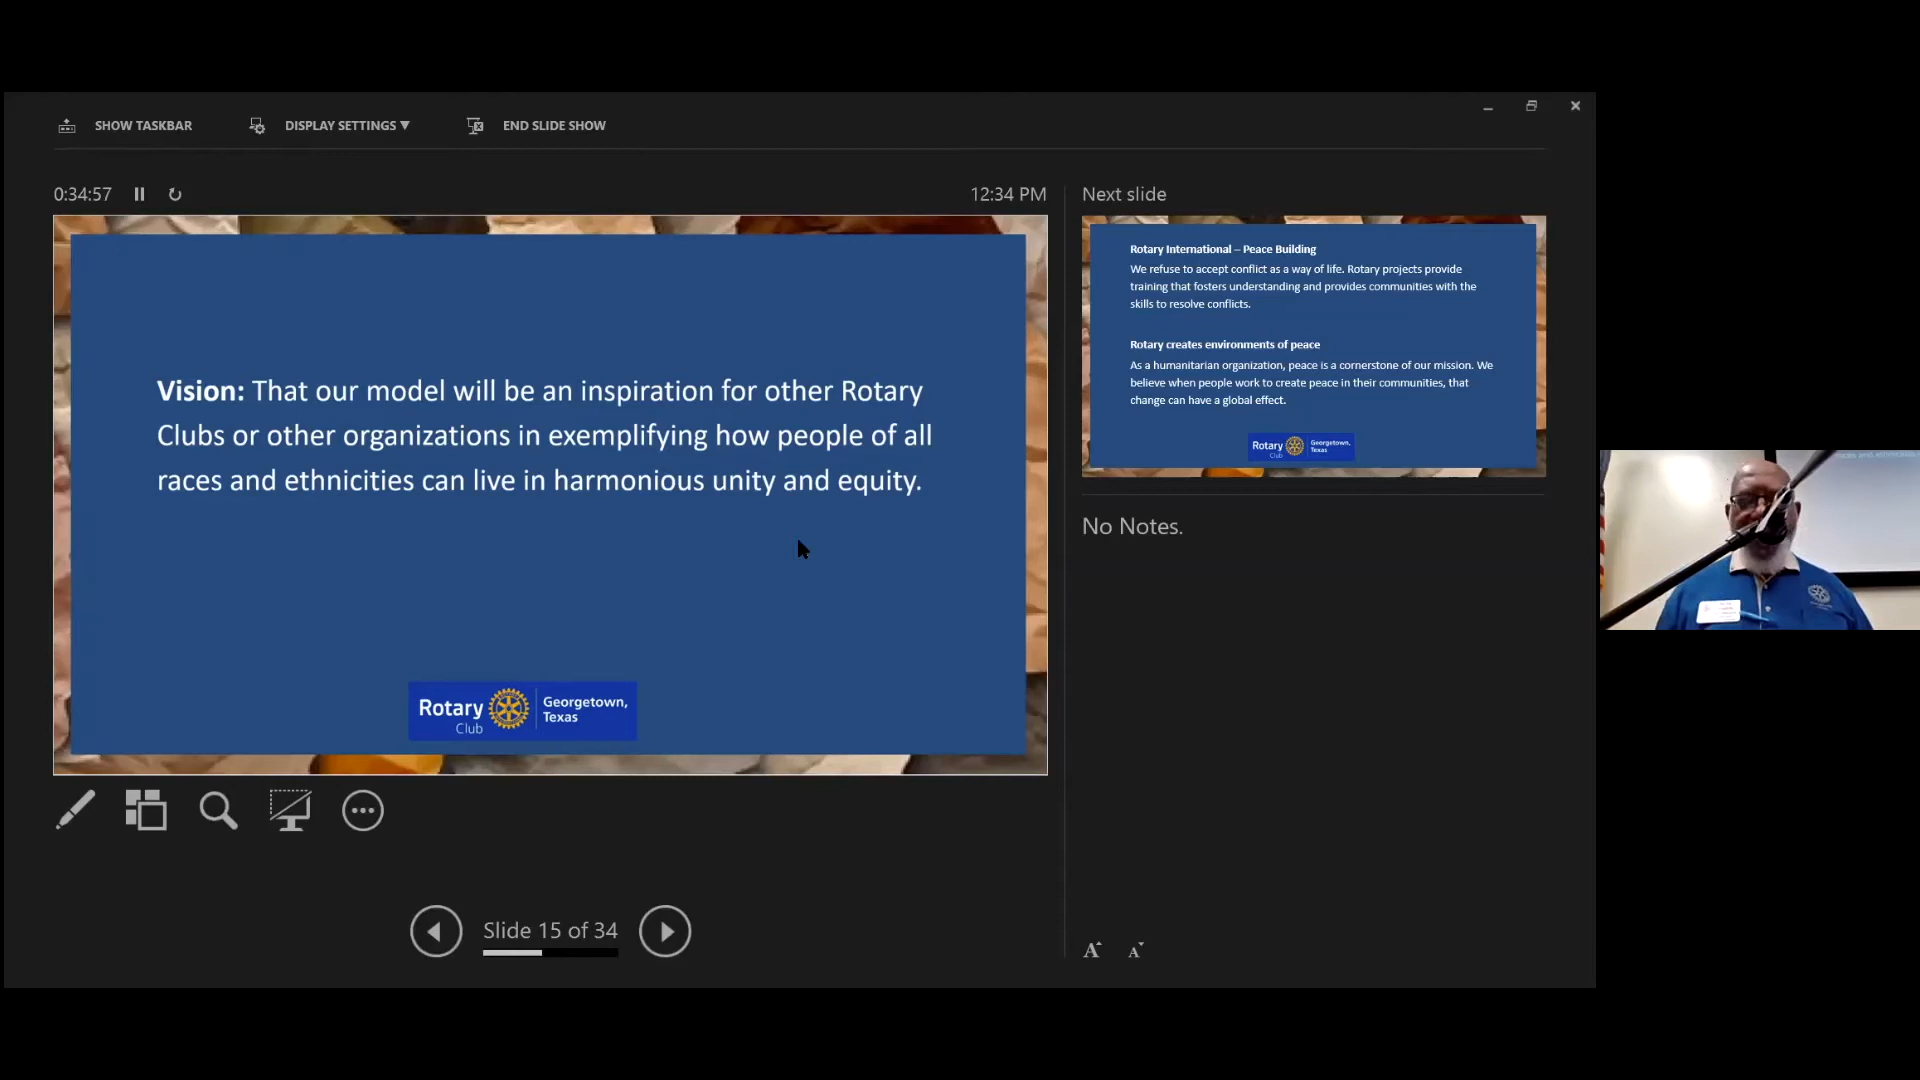 SHOW TASKBAR
DISPLAY SETTINGS ▼
END SLIDE SHOW
0:34:57
12:34 PM
Vision: That our model will be an inspiration for other Rotary
Clubs or other organizations in exemplifying how people of all
races and ethnicities can live in harmonious unity and equity.
Rotary
Club
Georgetown,
Texas
Slide 15 of 34
Next slide
Rotary International – Peace Building
We refuse to accept conflict as a way of life. Rotary projects provide
training that fosters understanding and provides communities with the
skills to resolve conflicts.
Rotary creates environments of peace
As a humanitarian organization, peace is a cornerstone of our mission. We
believe when people work to create peace in their communities, that
change can have a global effect.
Rotary
Club
Georgetown,
Texas
No Notes.
A
A